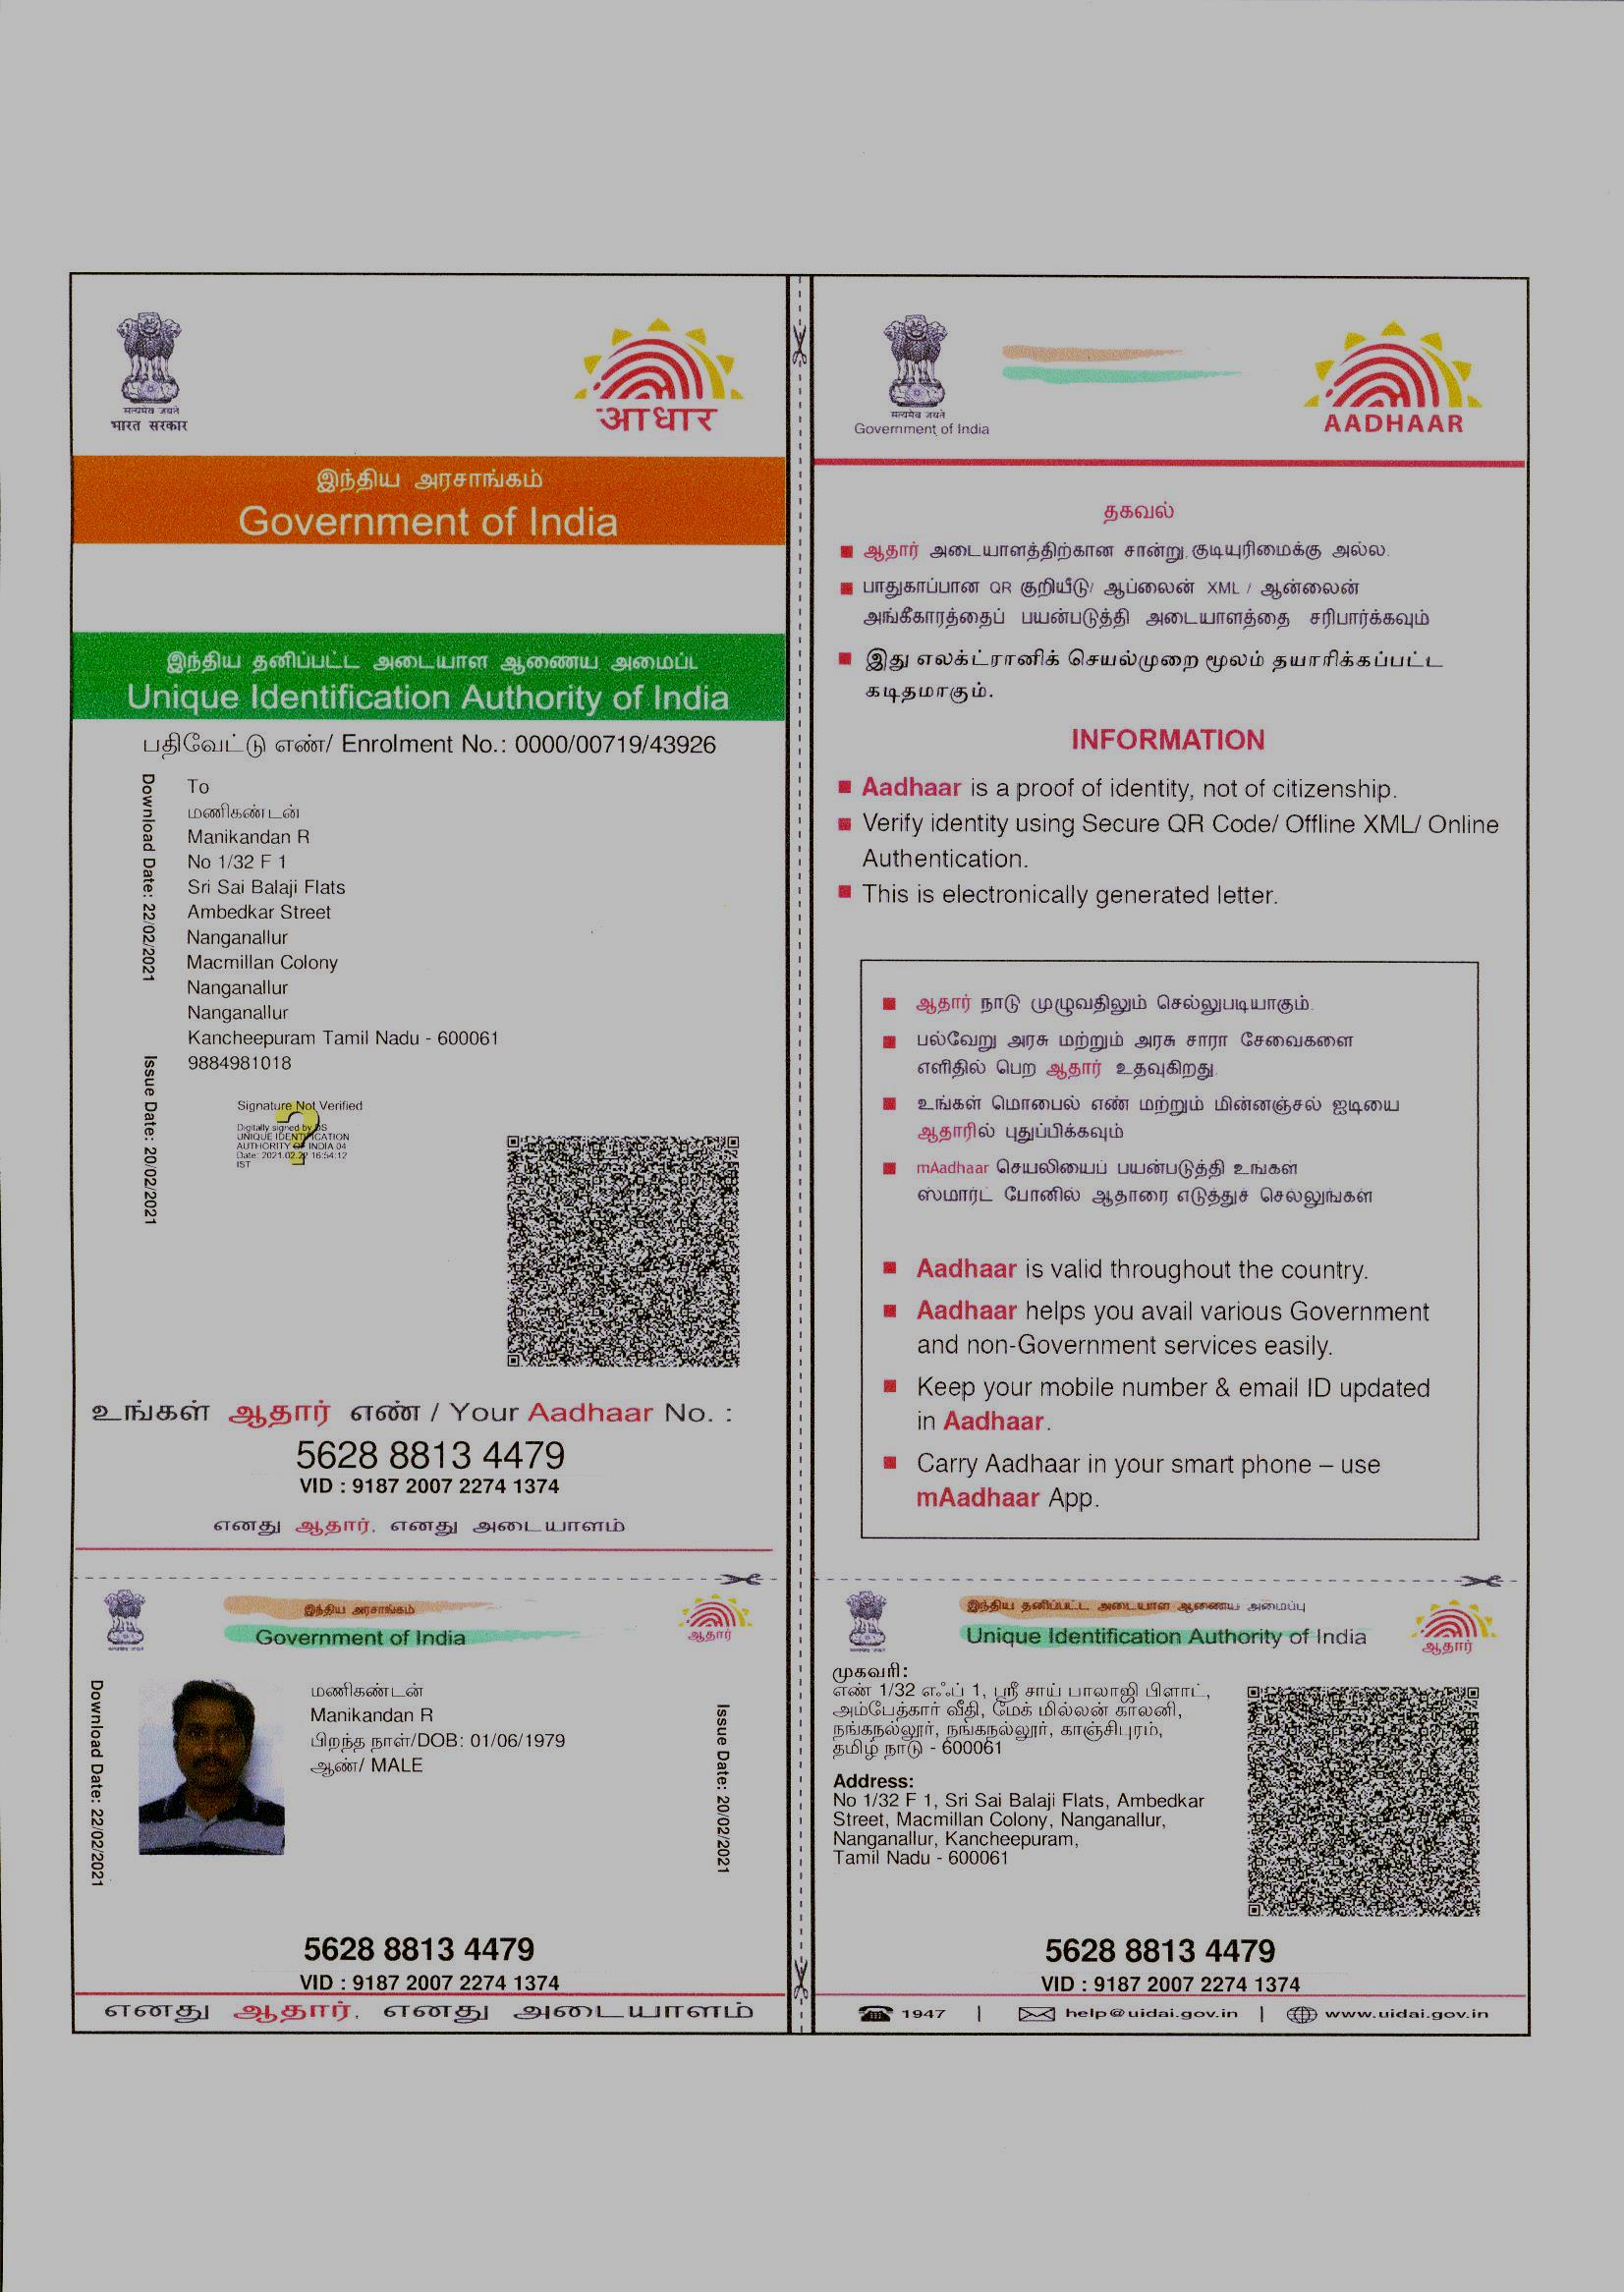 सत्यमेव जयते
भारत सरकार
आधार
இந்திய அரசாங்கம்
Government of India
இந்திய தனிப்பட்ட அடையாள ஆணைய அமைப்பு
Unique Identification Authority of India
பதிவேட்டு எண்/ Enrolment No.: 0000/00719/43926
Download Date: 22/02/2021
Issue Date: 20/02/2021
To
மணிகண்டன்
Manikandan R
No 1/32 F 1
Sri Sai Balaji Flats
Ambedkar Street
Nanganallur
Macmillan Colony
Nanganallur
Nanganallur
Kancheepuram Tamil Nadu - 600061
9884981018
Signature Not Verified
Digitally signed by DS
UNIQUE IDENTIFICATION
AUTHORITY OF INDIA 04
Date: 2021.02.22 16:54:12
IST
உங்கள் ஆதார் எண் / Your Aadhaar No. :
5628 8813 4479
VID : 9187 2007 2274 1374
எனது ஆதார், எனது அடையாளம்
இந்திய அரசாங்கம்
Government of India
ஆதார்
Download Date: 22/02/2021
மணிகண்டன்
Manikandan R
பிறந்த நாள்/DOB: 01/06/1979
ஆண்/ MALE
Issue Date: 20/02/2021
5628 8813 4479
VID : 9187 2007 2274 1374
எனது ஆதார், எனது அடையாளம்
सत्यमेव जयते
Government of India
AADHAAR
தகவல்
ஆதார் அடையாளத்திற்கான சான்று, குடியுரிமைக்கு அல்ல.
பாதுகாப்பான QR குறியீடு/ ஆப்லைன் XML / ஆன்லைன்
அங்கீகாரத்தைப் பயன்படுத்தி அடையாளத்தை சரிபார்க்கவும்
இது எலக்ட்ரானிக் செயல்முறை மூலம் தயாரிக்கப்பட்ட
கடிதமாகும்.
INFORMATION
Aadhaar is a proof of identity, not of citizenship.
Verify identity using Secure QR Code/ Offline XML/ Online
Authentication.
This is electronically generated letter.
ஆதார் நாடு முழுவதிலும் செல்லுபடியாகும்.
பல்வேறு அரசு மற்றும் அரசு சாரா சேவைகளை
எளிதில் பெற ஆதார் உதவுகிறது.
உங்கள் மொபைல் எண் மற்றும் மின்னஞ்சல் ஐடியை
ஆதாரில் புதுப்பிக்கவும்
mAadhaar செயலியைப் பயன்படுத்தி உங்கள்
ஸ்மார்ட் போனில் ஆதாரை எடுத்துச் செல்லுங்கள்
Aadhaar is valid throughout the country.
Aadhaar helps you avail various Government
and non-Government services easily.
Keep your mobile number & email ID updated
in Aadhaar.
Carry Aadhaar in your smart phone – use
mAadhaar App.
இந்திய தனிப்பட்ட அடையாள ஆணைய அமைப்பு
Unique Identification Authority of India
ஆதார்
முகவரி:
எண் 1/32 எஃப் 1, ஸ்ரீ சாய் பாலாஜி பிளாட்,
அம்பேத்கார் வீதி, மேக் மில்லன் காலனி,
நங்கநல்லூர், நங்கநல்லூர், காஞ்சிபுரம்,
தமிழ் நாடு - 600061
Address:
No 1/32 F 1, Sri Sai Balaji Flats, Ambedkar
Street, Macmillan Colony, Nanganallur,
Nanganallur, Kancheepuram,
Tamil Nadu - 600061
5628 8813 4479
VID : 9187 2007 2274 1374
1947 | help@uidai.gov.in | www.uidai.gov.in